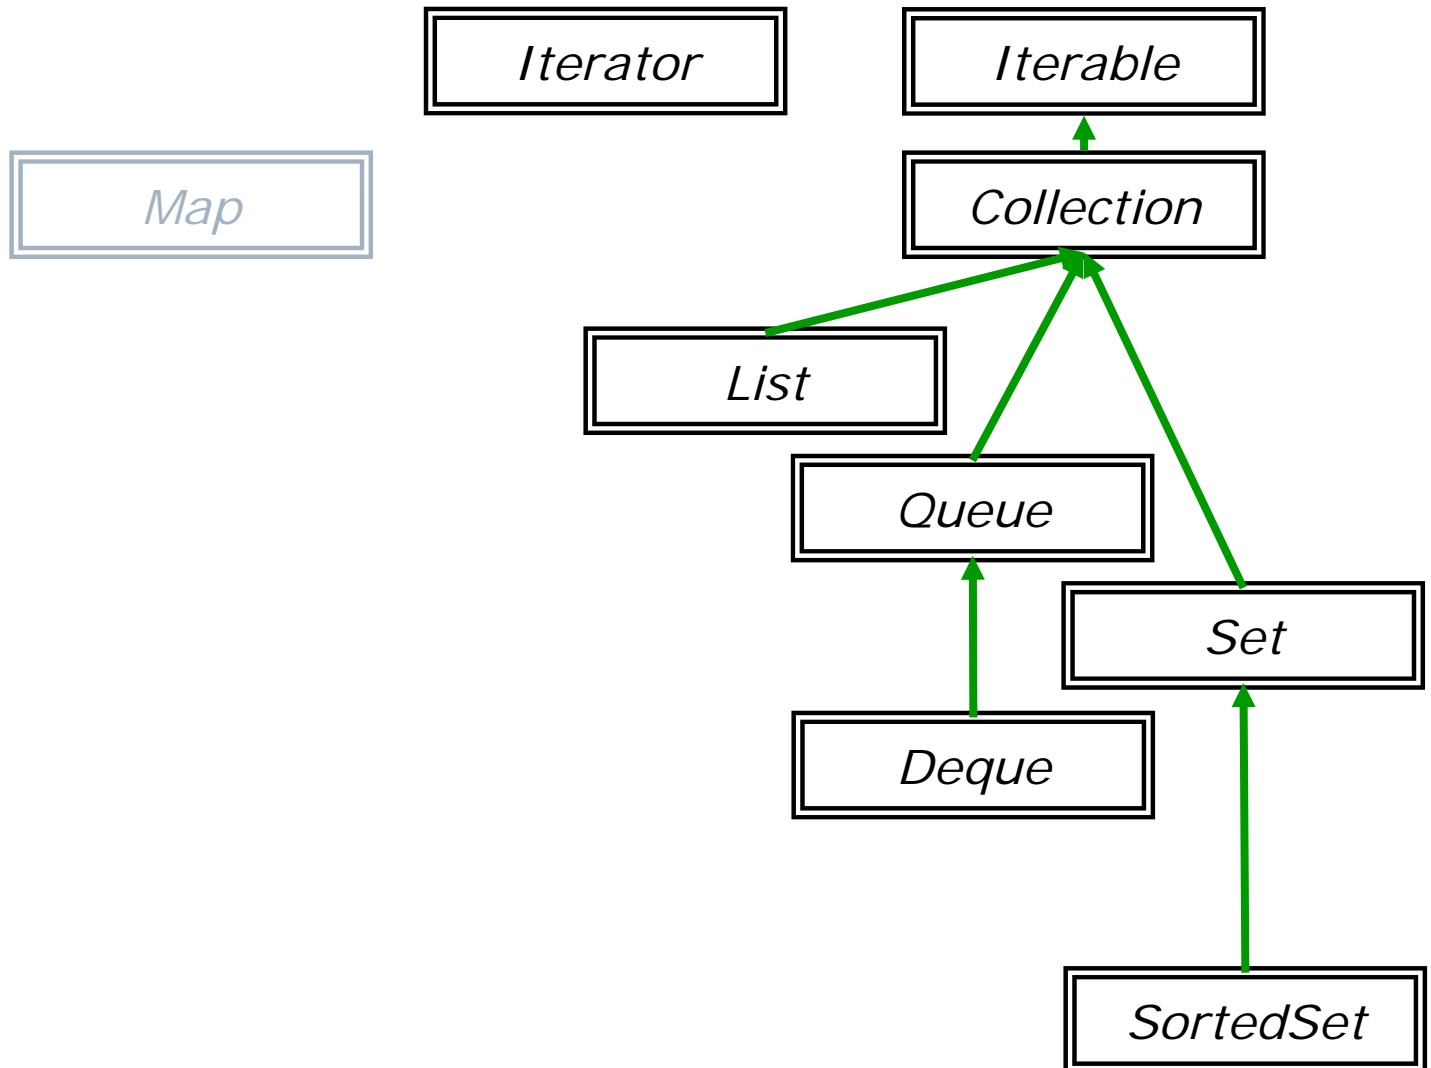 Iterator
Iterable
Map
Collection
List
Queue
Set
Deque
SortedSet